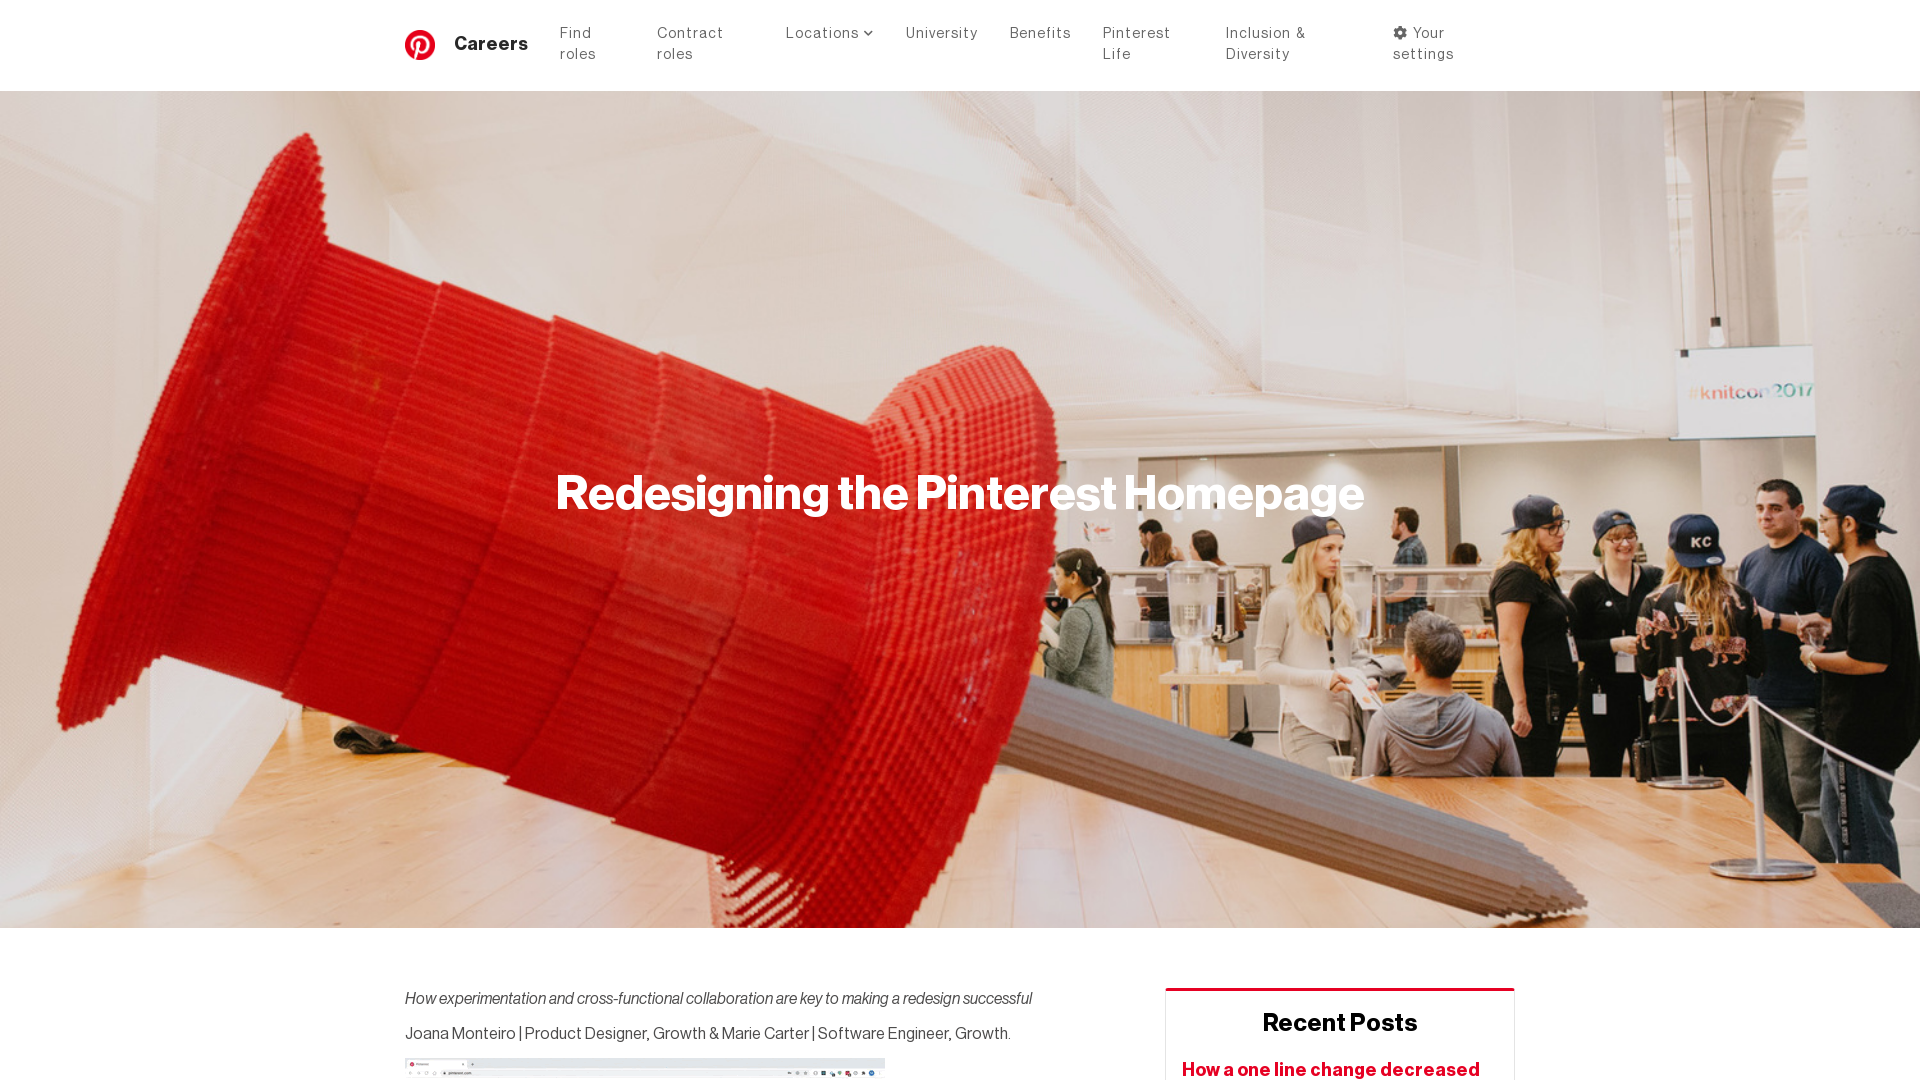 Careers
Find roles
Contract roles
Locations
University
Benefits
Pinterest Life
Inclusion & Diversity
Your settings
#knitcon2017
Redesigning the Pinterest Homepage
KC
How experimentation and cross-functional collaboration are key to making a redesign successful
Joana Monteiro | Product Designer, Growth & Marie Carter | Software Engineer, Growth.
Recent Posts
How a one line change decreased